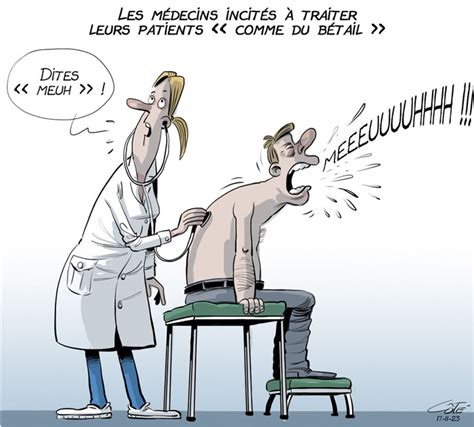 Les médecins incités à traiter
leurs patients « comme du bétail »
Dites
« meuh » !
MEEEUUUUHHHH !!!
CÔTÉ
17-11-23